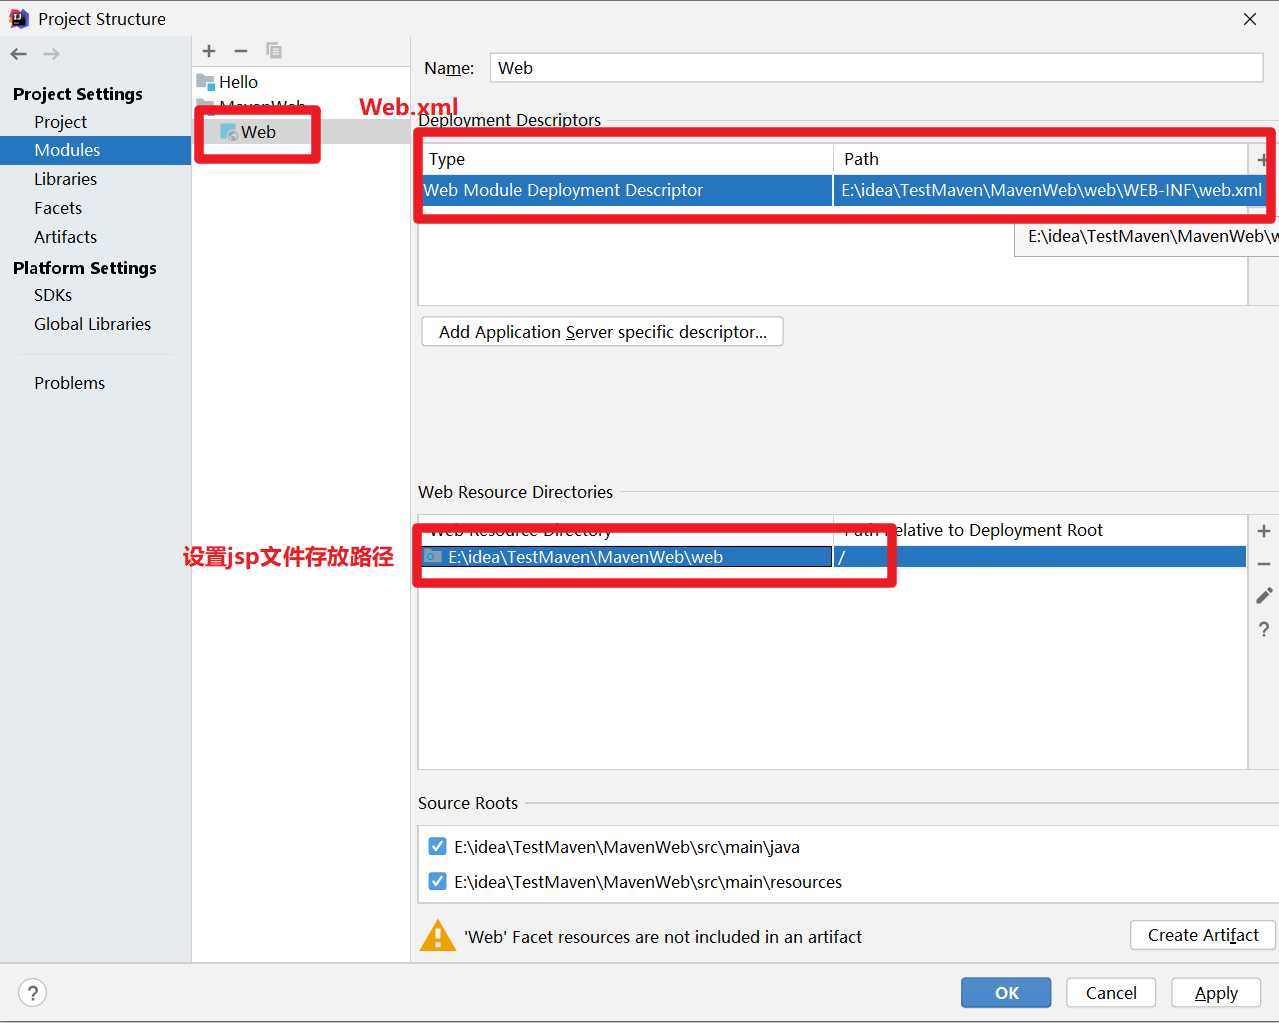 Project Structure
Project Settings
Project
Modules
Libraries
Facets
Artifacts
Platform Settings
SDKs
Global Libraries
Problems
Hello
MavenWeb
Web
Web.xml
Name:
Web
Deployment Descriptors
Type
Path
Web Module Deployment Descriptor
E:\idea\TestMaven\MavenWeb\web\WEB-INF\web.xml
E:\idea\TestMaven\MavenWeb\w
Add Application Server specific descriptor...
Web Resource Directories
Web Resource Directory
Path Relative to Deployment Root
设置jsp文件存放路径
E:\idea\TestMaven\MavenWeb\web
/
Source Roots
E:\idea\TestMaven\MavenWeb\src\main\java
E:\idea\TestMaven\MavenWeb\src\main\resources
'Web' Facet resources are not included in an artifact
Create Artifact
?
OK
Cancel
Apply